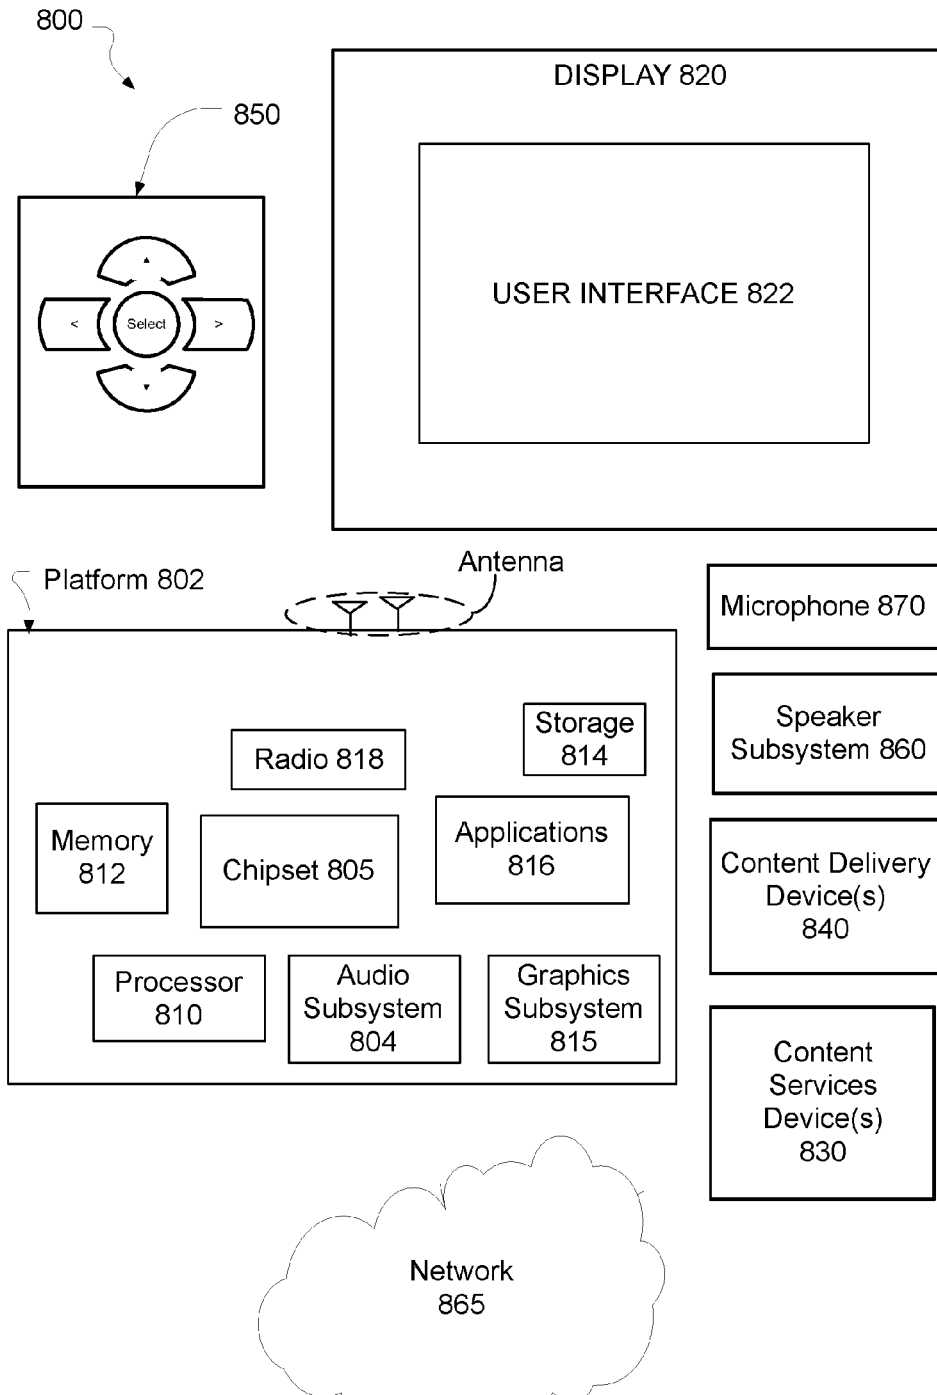 800
850
DISPLAY 820
USER INTERFACE 822
<
Select
>
Platform 802
Antenna
Microphone 870
Speaker
Subsystem 860
Storage
814
Radio 818
Memory
812
Chipset 805
Applications
816
Content Delivery
Device(s)
840
Processor
810
Audio
Subsystem
804
Graphics
Subsystem
815
Content
Services
Device(s)
830
Network
865